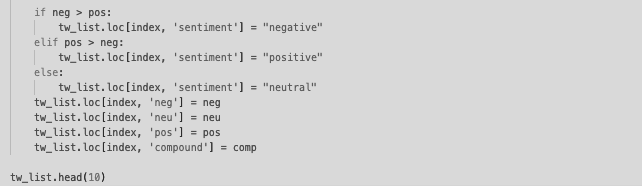 if neg > pos:
tw_list.loc[index, 'sentiment'] = "negative"
elif pos > neg:
tw_list.loc[index, 'sentiment'] = "positive"
else:
tw_list.loc[index, 'sentiment'] = "neutral"
tw_list.loc[index, 'neg'] = neg
tw_list.loc[index, 'neu'] = neu
tw_list.loc[index, 'pos'] = pos
tw_list.loc[index, 'compound'] = comp
tw_list.head(10)